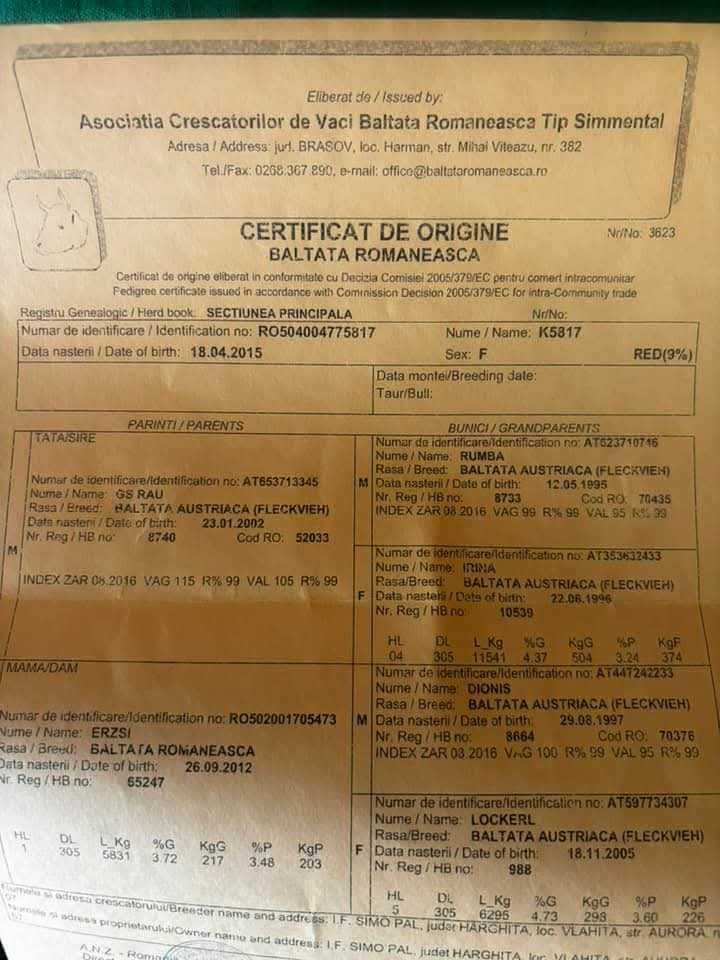 Eliberat de / Issued by:
Asociatia Crescatorilor de Vaci Baltata Romaneasca Tip Simmental
Adresa / Address: jud. BRASOV, loc. Harman, str. Mihai Viteazu, nr. 382
Tel./Fax: 0268.367.890, e-mail: office@baltataromaneasca.ro
CERTIFICAT DE ORIGINE
Nr/No: 3623
BALTATA ROMANEASCA
Certificat de origine eliberat in conformitate cu Decizia Comisiei 2005/379/EC pentru comert intracomunitar
Pedigree certificate issued in accordance with Commission Decision 2005/379/EC for intra-Community trade
Registru Genealogic / Herd book: SECTIUNEA PRINCIPALA Nr/No:
Numar de identificare / Identification no: RO504004775817 Nume / Name: K5817
Data nasterii / Date of birth: 18.04.2015 Sex: F RED(9%)
Data montei/Breeding date:
Taur/Bull:
PARINTI / PARENTS
TATA/SIRE
Numar de identificare/Identification no: AT653713345
Nume / Name: GS RAU
Rasa / Breed: BALTATA AUSTRIACA (FLECKVIEH)
Data nasterii / Date of birth: 23.01.2002
Nr. Reg / HB no: 8740 Cod RO: 52033
M
INDEX ZAR 08.2016 VAG 115 R% 99 VAL 105 R% 99
MAMA/DAM
Numar de identificare/Identification no: RO502001705473
Nume / Name: ERZSI
Rasa / Breed: BALTATA ROMANEASCA
Data nasterii / Date of birth: 26.09.2012
Nr. Reg / HB no: 65247
HL DL L_Kg %G KgG %P KgP
1 305 5831 3.72 217 3.48 203
BUNICI / GRANDPARENTS
Numar de identificare/Identification no: AT623710746
Nume / Name: RUMBA
Rasa / Breed: BALTATA AUSTRIACA (FLECKVIEH)
M Data nasterii / Date of birth: 12.05.1995
Nr. Reg / HB no: 8733 Cod RO: 70435
INDEX ZAR 08.2016 VAG 99 R% 99 VAL 95 R% 99
Numar de identificare/Identification no: AT353632433
Nume / Name: IRINA
Rasa/Breed: BALTATA AUSTRIACA (FLECKVIEH)
F Data nasterii / Date of birth: 22.06.1996
Nr. Reg / HB no: 10539
HL DL L_Kg %G KgG %P KgP
04 305 11541 4.37 504 3.24 374
Numar de identificare/Identification no: AT447242233
Nume / Name: DIONIS
Rasa / Breed: BALTATA AUSTRIACA (FLECKVIEH)
M Data nasterii / Date of birth: 29.08.1997
Nr. Reg / HB no: 8664 Cod RO: 70376
INDEX ZAR 08.2016 VAG 100 R% 99 VAL 95 R% 99
Numar de identificare/Identification no: AT597734307
Nume / Name: LOCKERL
Rasa/Breed: BALTATA AUSTRIACA (FLECKVIEH)
F Data nasterii / Date of birth: 18.11.2005
Nr. Reg / HB no: 988
HL DL L_Kg %G KgG %P KgP
5 305 6295 4.73 298 3.60 226
Numele si adresa crescatorului/Breeder name and address: I.F. SIMO PAL, judet HARGHITA, loc. VLAHITA, str. AURORA, n
Numele si adresa proprietarului/Owner name and address: I.F. SIMO PAL, judet HARGHITA, loc. VLAHITA, str. AURORA
A.N.Z. -